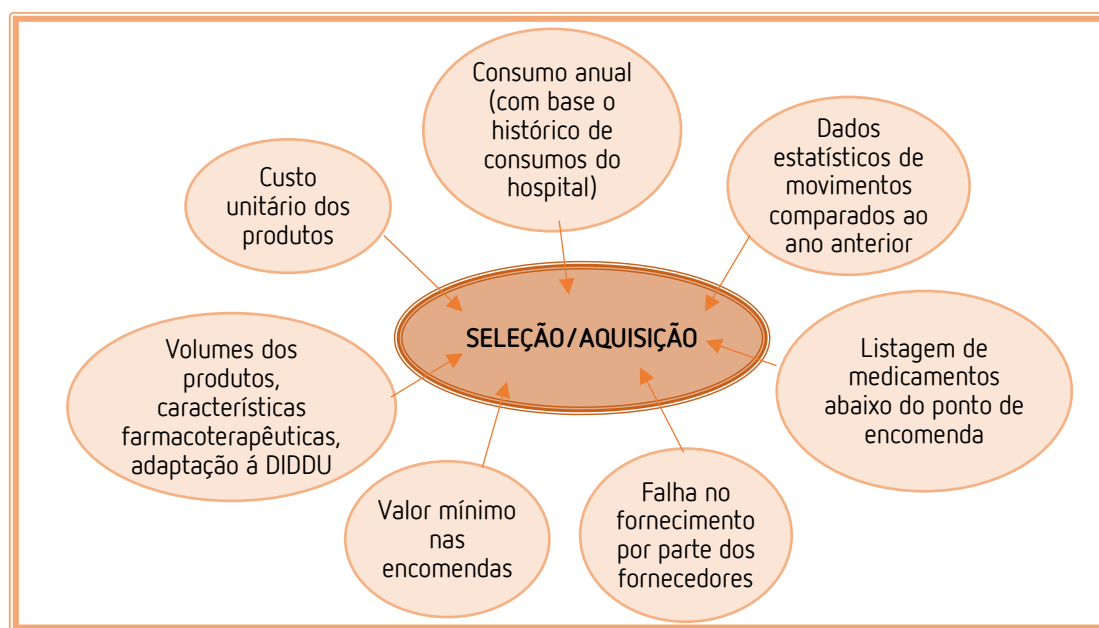 Consumo anual
(com base o
histórico de
consumos do
hospital)
Dados
estatísticos de
movimentos
comparados ao
ano anterior
Custo
unitário dos
produtos
SELEÇÃO/AQUISIÇÃO
Volumes dos
produtos,
características
farmacoterapêuticas,
adaptação á DIDDU
Listagem de
medicamentos
abaixo do ponto de
encomenda
Valor mínimo
nas
encomendas
Falha no
fornecimento
por parte dos
fornecedores